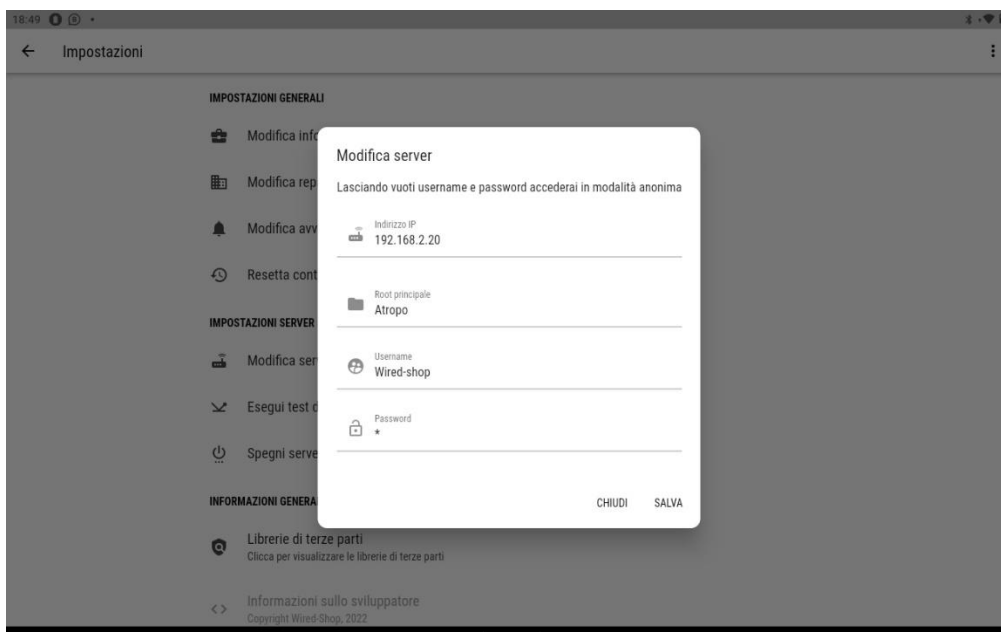 18:49
Impostazioni
IMPOSTAZIONI GENERALI
Modifica info
Modifica rep
Modifica avv
Resetta cont
IMPOSTAZIONI SERVER
Modifica ser
Esegui test d
Spegni serve
INFORMAZIONI GENERA
Librerie di terze parti
Clicca per visualizzare le librerie di terze parti
Informazioni sullo sviluppatore
Copyright Wired-Shop, 2022
Modifica server
Lasciando vuoti username e password accederai in modalità anonima
Indirizzo IP
192.168.2.20
Root principale
Atropo
Username
Wired-shop
Password
*
CHIUDI SALVA